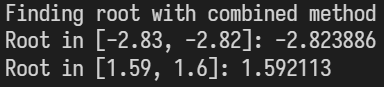 Finding root with combined method
Root in [-2.83, -2.82]: -2.823886
Root in [1.59, 1.6]: 1.592113